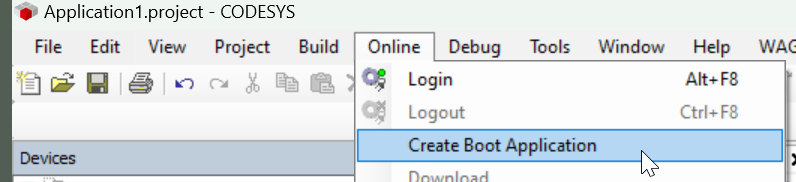 Application1.project - CODESYS
File Edit View Project Build Online Debug Tools Window Help WAG
Login Alt+F8
Logout Ctrl+F8
Create Boot Application
Devices
Download